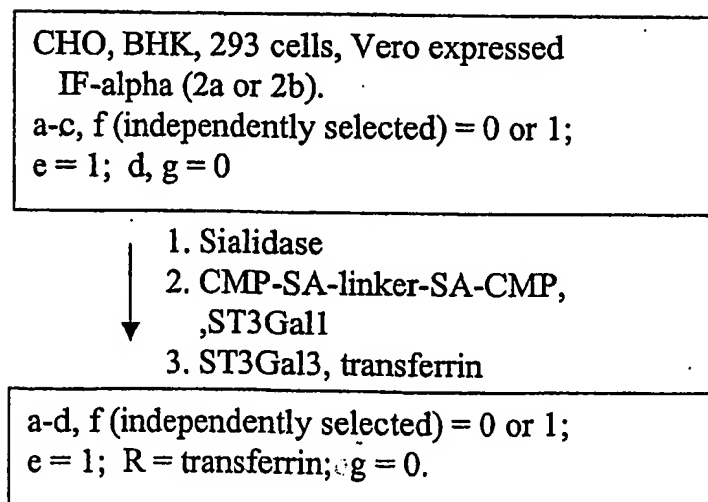 CHO, BHK, 293 cells, Vero expressed
IF-alpha (2a or 2b).
a-c, f (independently selected) = 0 or 1;
e = 1; d, g = 0
1. Sialidase
2. CMP-SA-linker-SA-CMP,
,ST3Gal1
3. ST3Gal3, transferrin
a-d, f (independently selected) = 0 or 1;
e = 1; R = transferrin; g = 0.